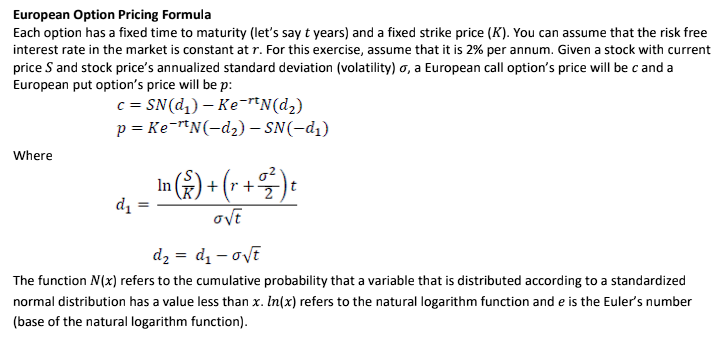 European Option Pricing Formula
Each option has a fixed time to maturity (let’s say t years) and a fixed strike price (K). You can assume that the risk free
interest rate in the market is constant at r. For this exercise, assume that it is 2% per annum. Given a stock with current
price S and stock price’s annualized standard deviation (volatility) σ, a European call option’s price will be c and a
European put option’s price will be p:
c = SN(d₁) – Ke⁻ʳᵗN(d₂)
p = Ke⁻ʳᵗN(–d₂) – SN(–d₁)
Where
d₁ = (ln(S/K) + (r + σ²/2)t) / (σ√t)
d₂ = d₁ – σ√t
The function N(x) refers to the cumulative probability that a variable that is distributed according to a standardized
normal distribution has a value less than x. ln(x) refers to the natural logarithm function and e is the Euler’s number
(base of the natural logarithm function).